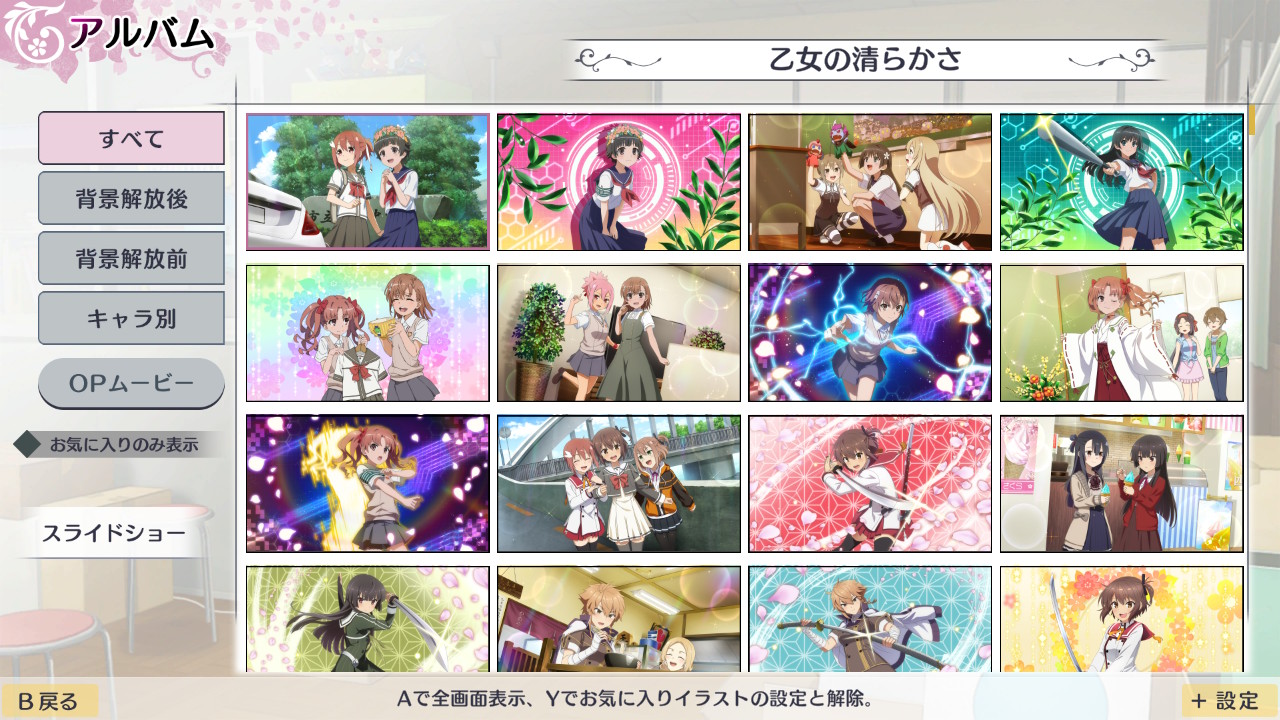 アルバム
乙女の清らかさ
すべて
背景解放後
背景解放前
キャラ別
OPムービー
お気に入りのみ表示
スライドショー
B 戻る
Aで全画面表示、Yでお気に入りイラストの設定と解除。
+ 設定